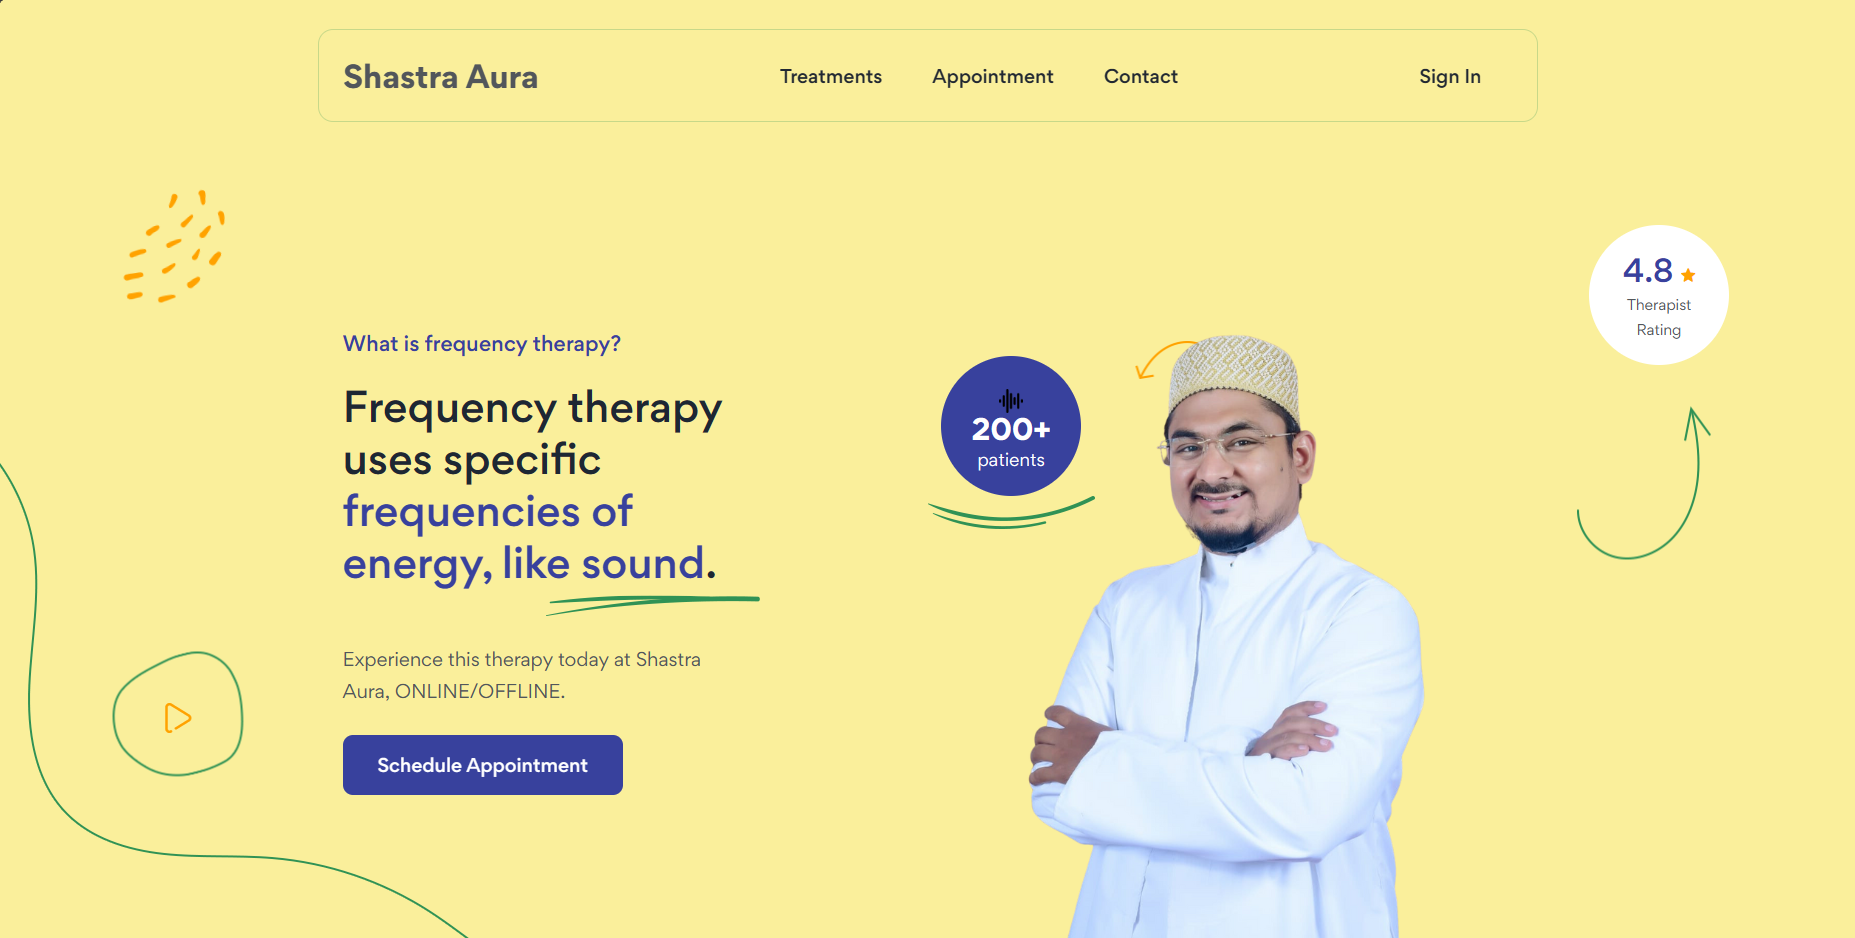 Shastra Aura
Treatments
Appointment
Contact
Sign In
4.8
Therapist
Rating
What is frequency therapy?
Frequency therapy
uses specific
frequencies of
energy, like sound.
200+
patients
Experience this therapy today at Shastra
Aura, ONLINE/OFFLINE.
Schedule Appointment